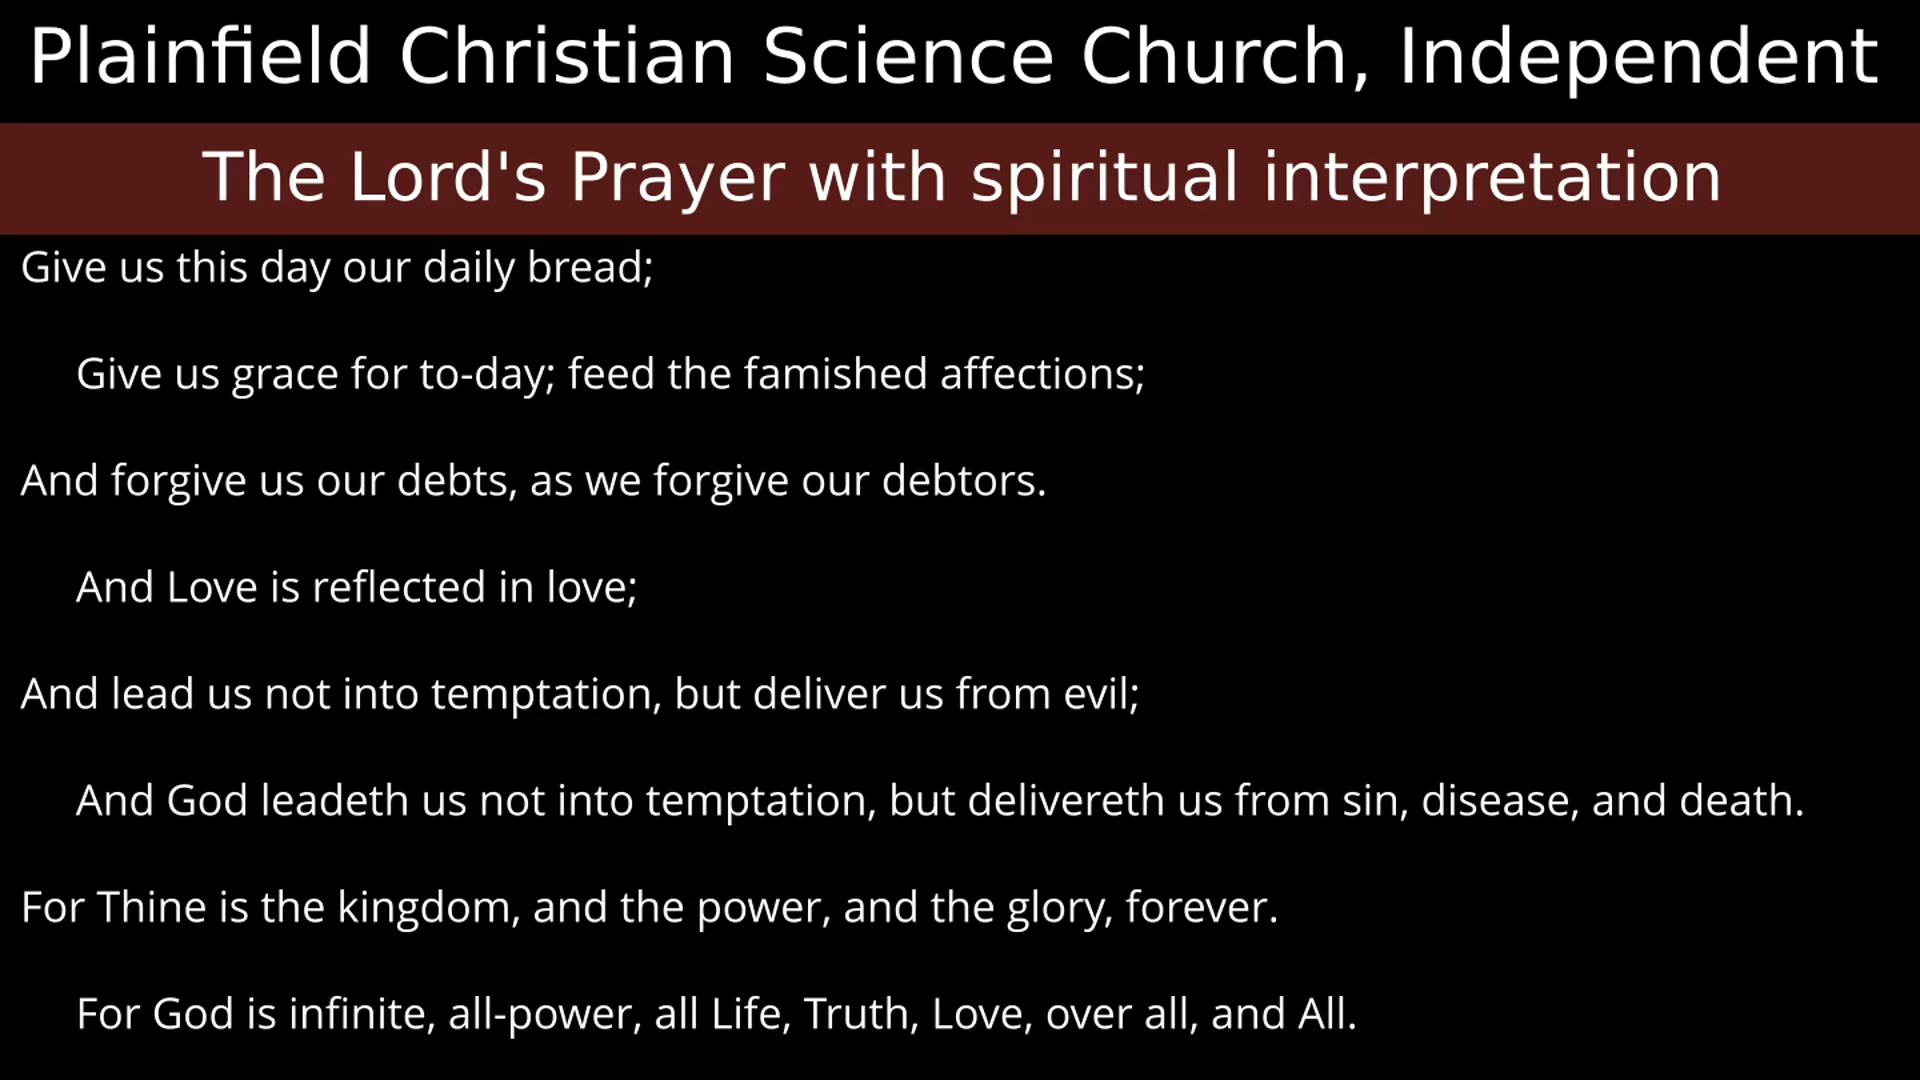 Plainfield Christian Science Church, Independent
The Lord's Prayer with spiritual interpretation
Give us this day our daily bread;
Give us grace for to-day; feed the famished affections;
And forgive us our debts, as we forgive our debtors.
And Love is reflected in love;
And lead us not into temptation, but deliver us from evil;
And God leadeth us not into temptation, but delivereth us from sin, disease, and death.
For Thine is the kingdom, and the power, and the glory, forever.
For God is infinite, all-power, all Life, Truth, Love, over all, and All.